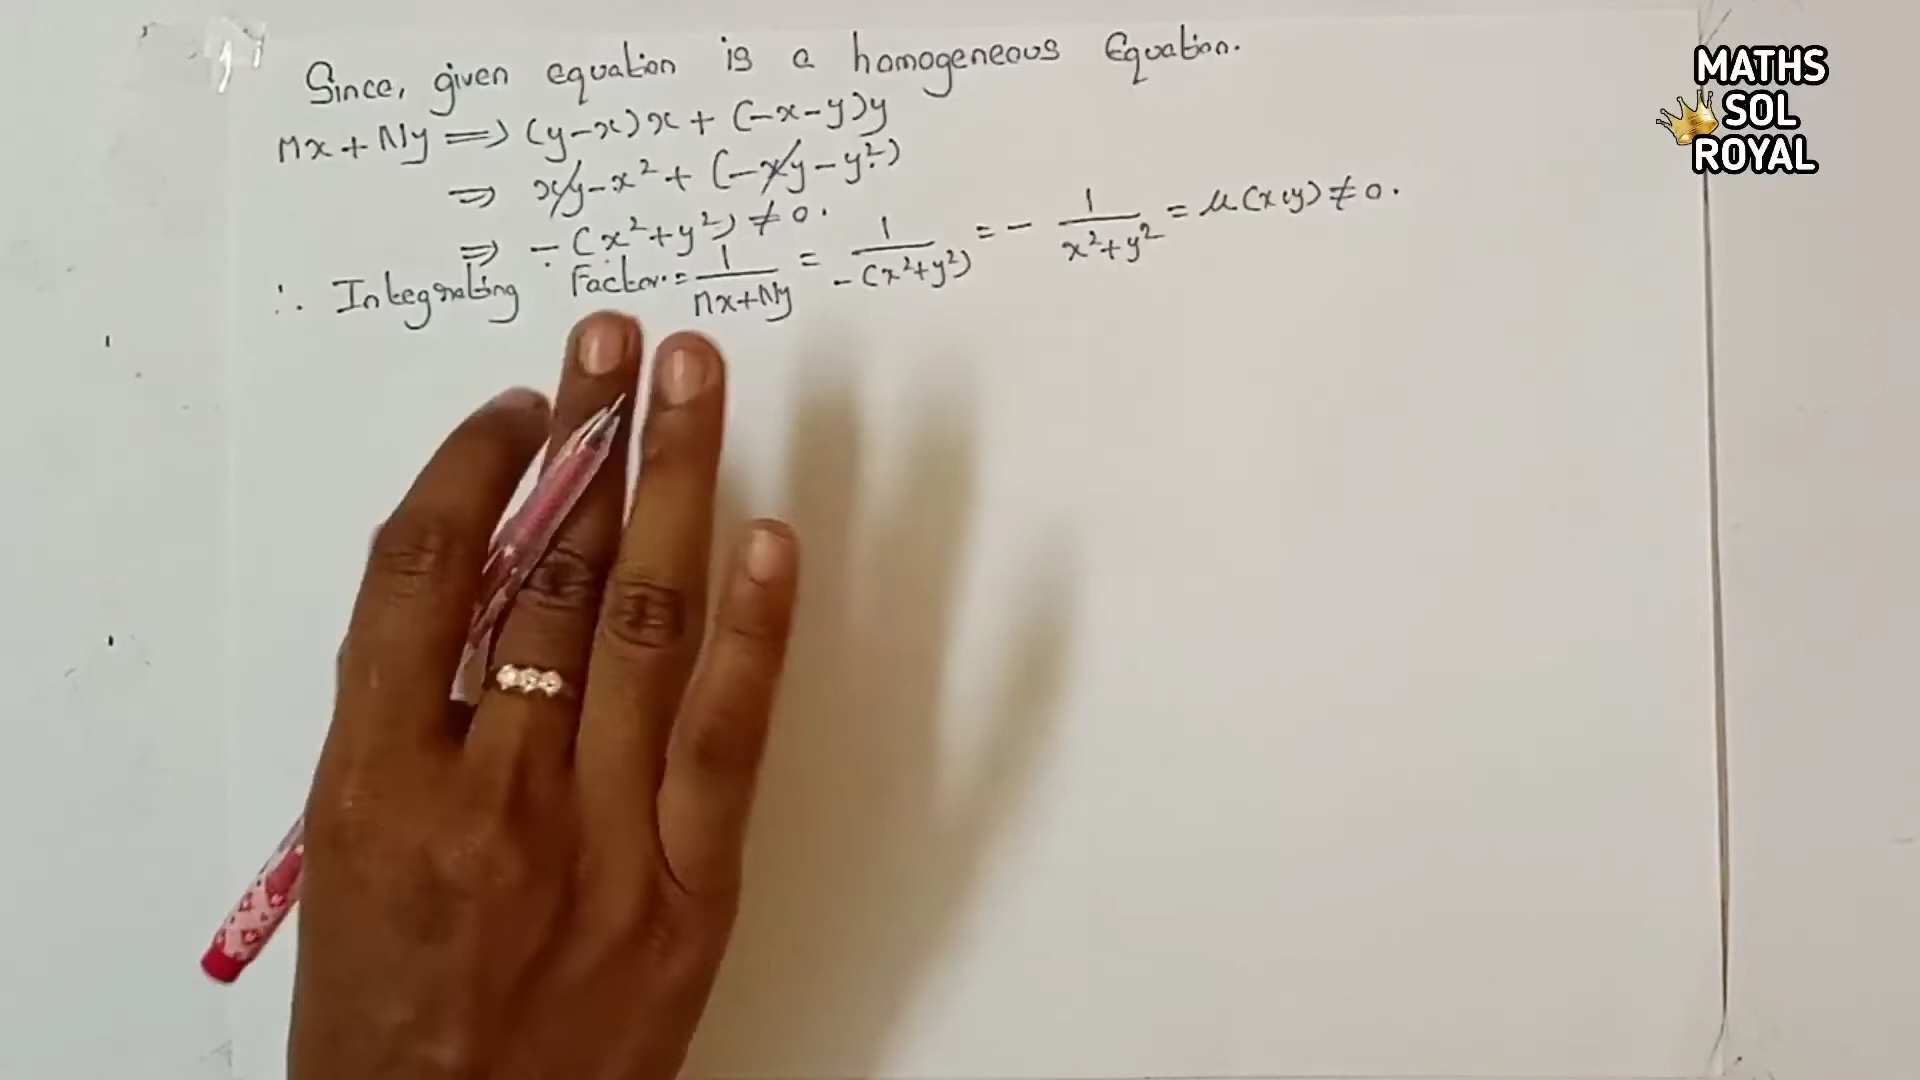 Since, given equation is a homogeneous Equation.
Mx + Ny ⇒ (y-x)x + (-x-y)y
⇒ xy - x² + (-xy - y²)
⇒ -(x²+y²) ≠ 0.
∴ Integrating Factor = 1/(Mx+Ny) = 1/-(x²+y²) = - 1/(x²+y²) = μ(x,y) ≠ 0.
MATHS
SOL
ROYAL